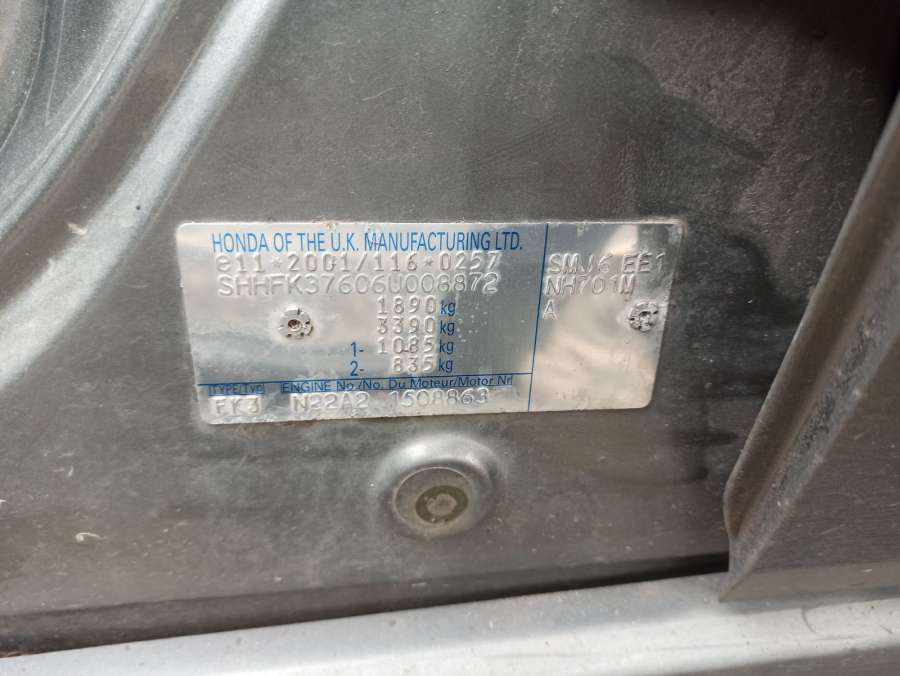 HONDA OF THE U.K. MANUFACTURING LTD.
e11*2001/116*0257
SHHFK37606U008872
1890 kg
3390 kg
1- 1085 kg
2- 835 kg
TYPE/Typ ENGINE No./No. Du Moteur/Motor Nr
FK3 N22A2 1508863
SMJ6 EE1
NH701M
A